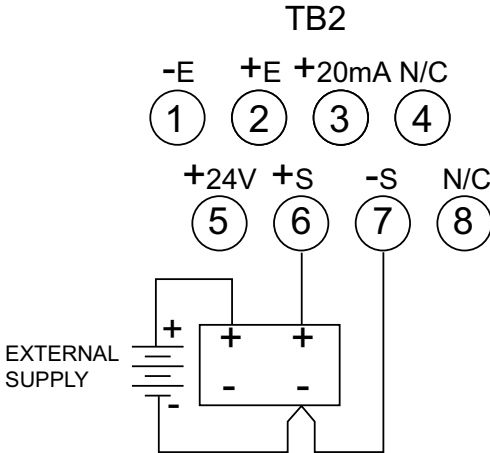 TB2
-E +E +20mA N/C
1 2 3 4
+24V +S -S N/C
5 6 7 8
+ + +
EXTERNAL
SUPPLY
- - -